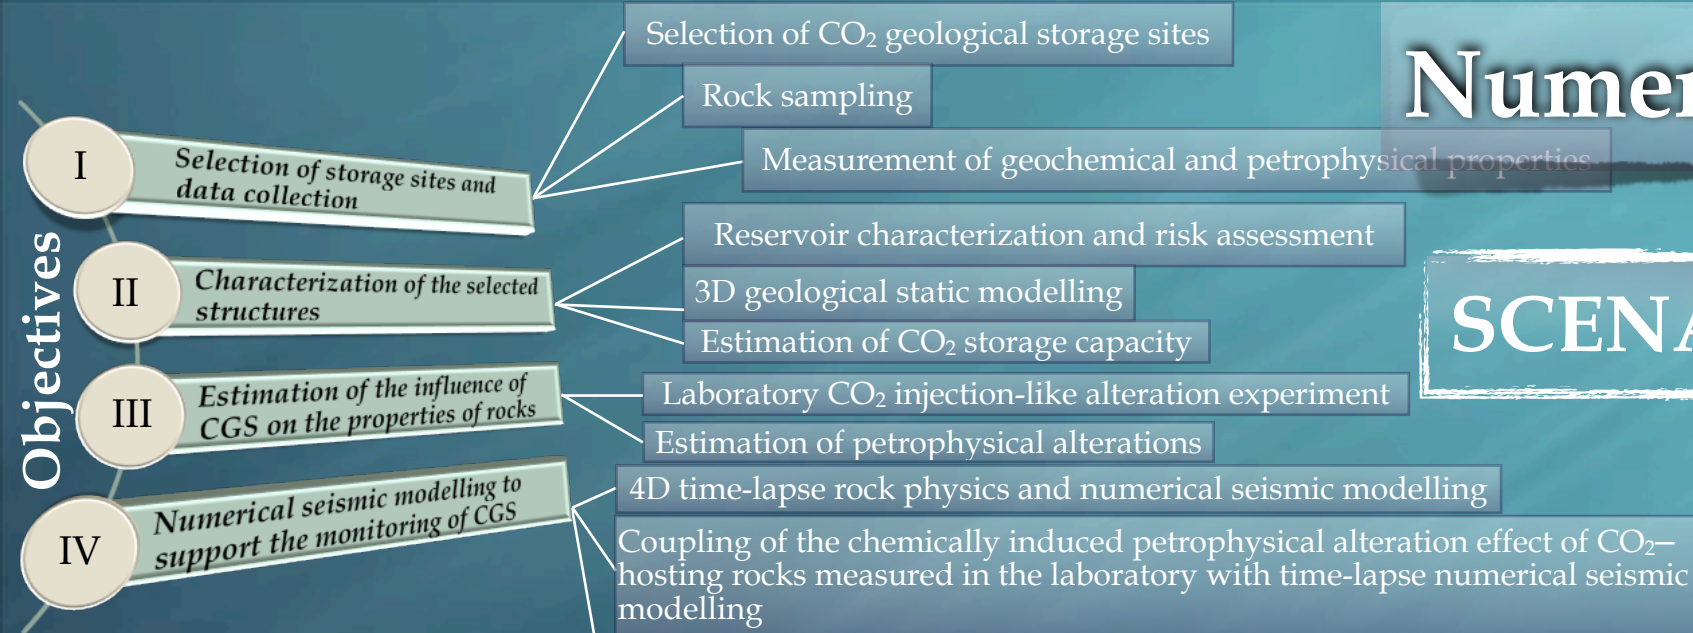 Objectives
I
Selection of storage sites and
data collection
Selection of CO₂ geological storage sites
Rock sampling
Measurement of geochemical and petrophysical properties
II
Characterization of the selected
structures
Reservoir characterization and risk assessment
3D geological static modelling
Estimation of CO₂ storage capacity
III
Estimation of the influence of
CGS on the properties of rocks
Laboratory CO₂ injection-like alteration experiment
Estimation of petrophysical alterations
IV
Numerical seismic modelling to
support the monitoring of CGS
4D time-lapse rock physics and numerical seismic modelling
Coupling of the chemically induced petrophysical alteration effect of CO₂–
hosting rocks measured in the laboratory with time-lapse numerical seismic
modelling
Numer
SCENA